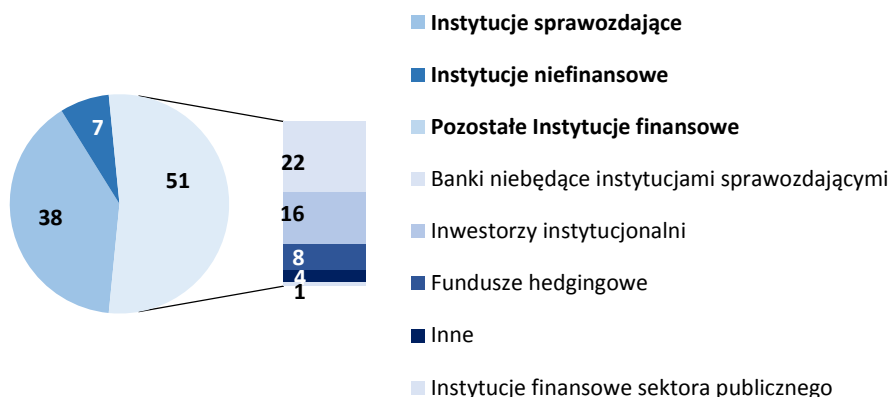 Instytucje sprawozdające
Instytucje niefinansowe
Pozostałe Instytucje finansowe
Banki niebędące instytucjami sprawozdającymi
Inwestorzy instytucjonalni
Fundusze hedgingowe
Inne
Instytucje finansowe sektora publicznego
7
51
38
22
16
8
4
1